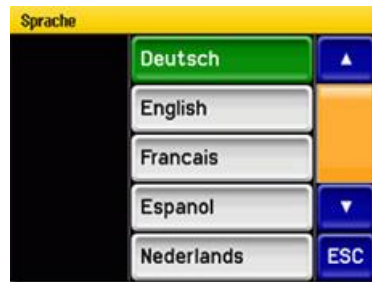 Sprache
Deutsch
English
Francais
Espanol
Nederlands
ESC